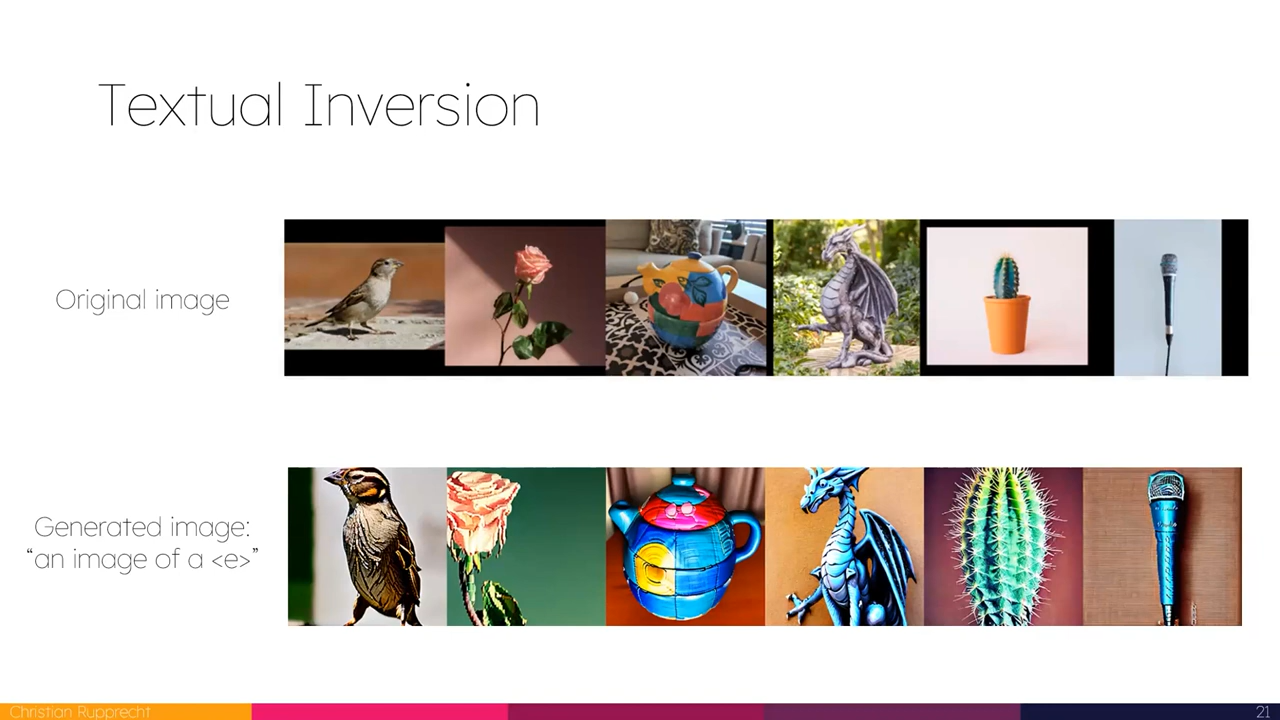 Textual Inversion
Original image
Generated image:
“an image of a <e>”
Christian Rupprecht
21